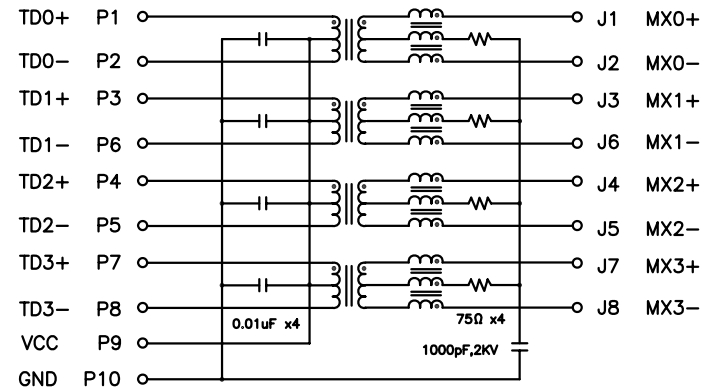 TD0+ P1 J1 MX0+
TD0− P2 J2 MX0−
TD1+ P3 J3 MX1+
TD1− P6 J6 MX1−
TD2+ P4 J4 MX2+
TD2− P5 J5 MX2−
TD3+ P7 J7 MX3+
TD3− P8 J8 MX3−
0.01uF x4 75Ω x4
VCC P9
1000pF,2KV
GND P10